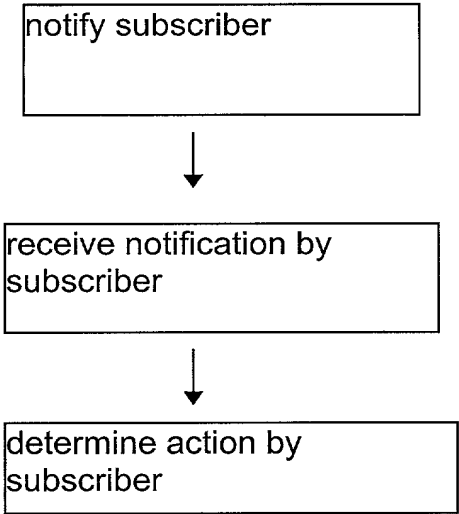 notify subscriber
receive notification by
subscriber
determine action by
subscriber